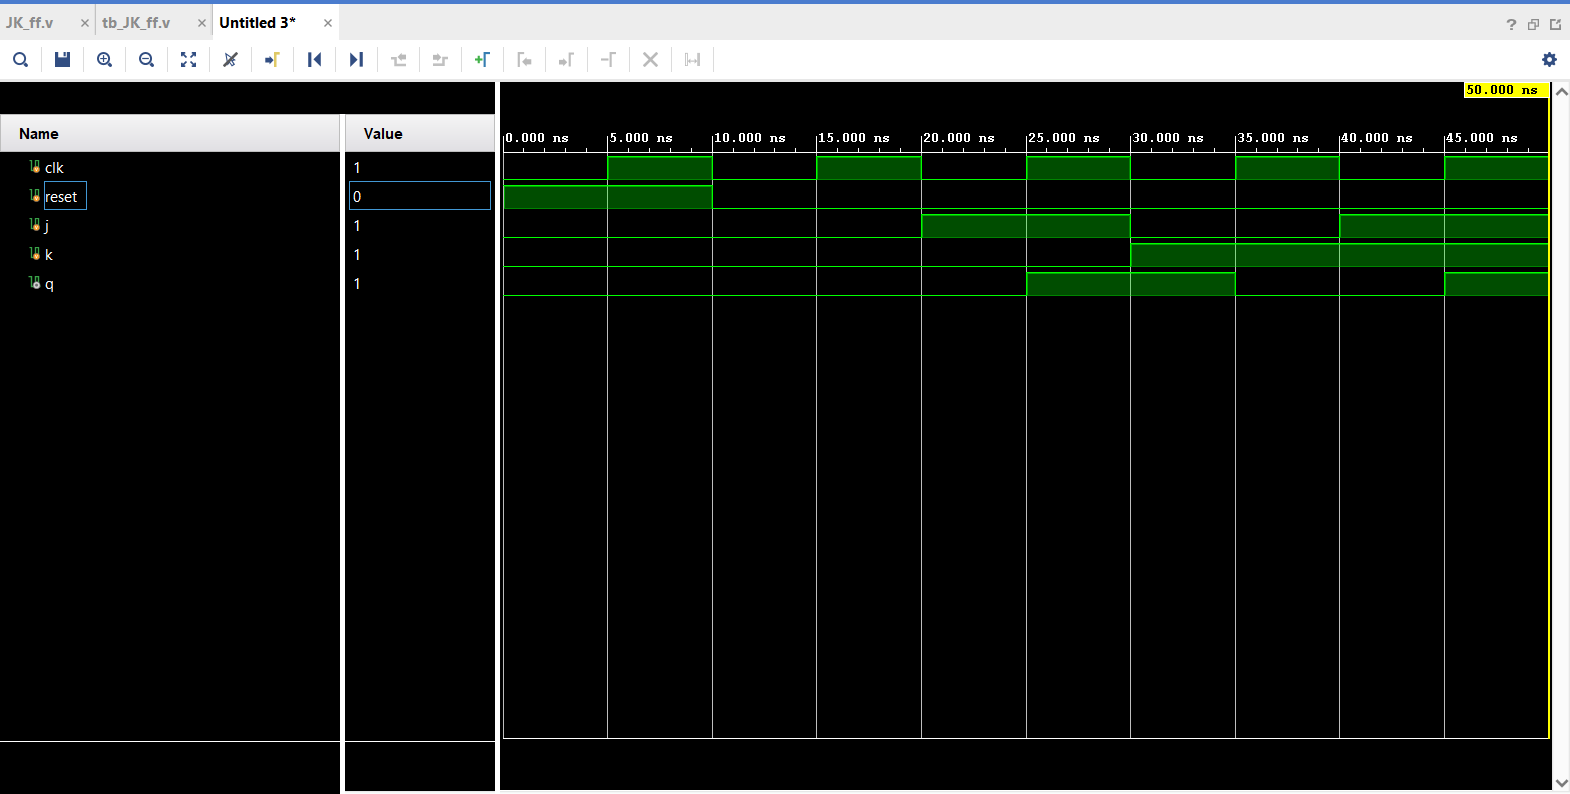 JK_ff.v × tb_JK_ff.v × Untitled 3* ×
?
50.000 ns
Name Value
0.000 ns 5.000 ns 10.000 ns 15.000 ns 20.000 ns 25.000 ns 30.000 ns 35.000 ns 40.000 ns 45.000 ns
clk 1
reset 0
j 1
k 1
q 1